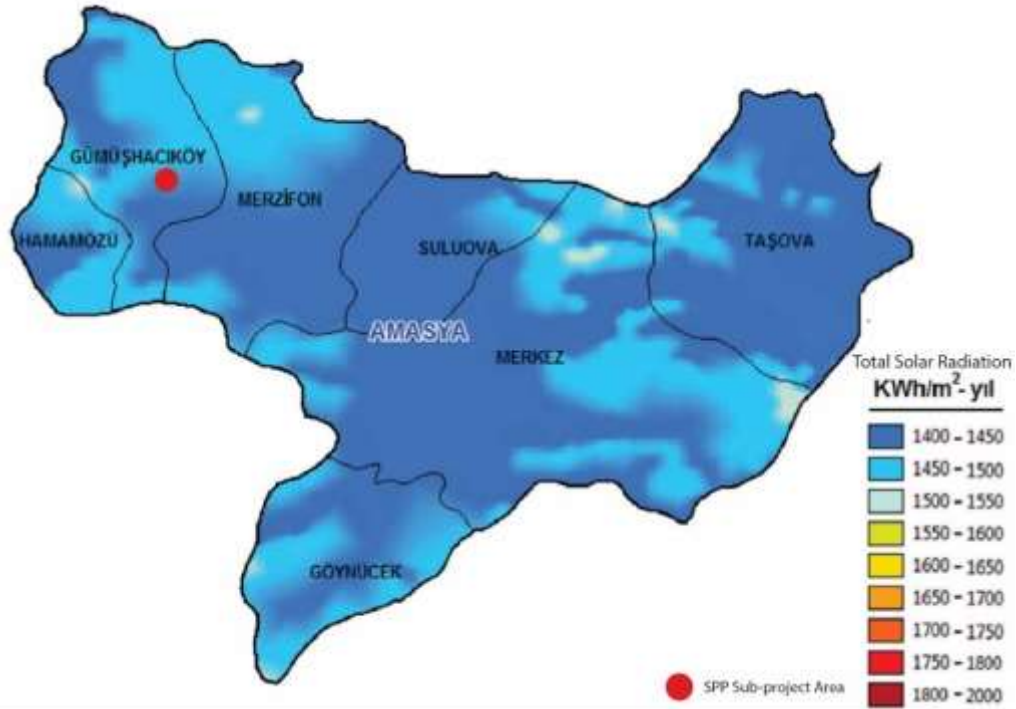 GÜMÜŞHACIKÖY
MERZİFON
HAMAMÖZÜ
SULUOVA
TAŞOVA
AMASYA
MERKEZ
GÖYNÜCEK
Total Solar Radiation
KWh/m²- yıl
1400 - 1450
1450 - 1500
1500 - 1550
1550 - 1600
1600 - 1650
1650 - 1700
1700 - 1750
1750 - 1800
1800 - 2000
SPP Sub-project Area